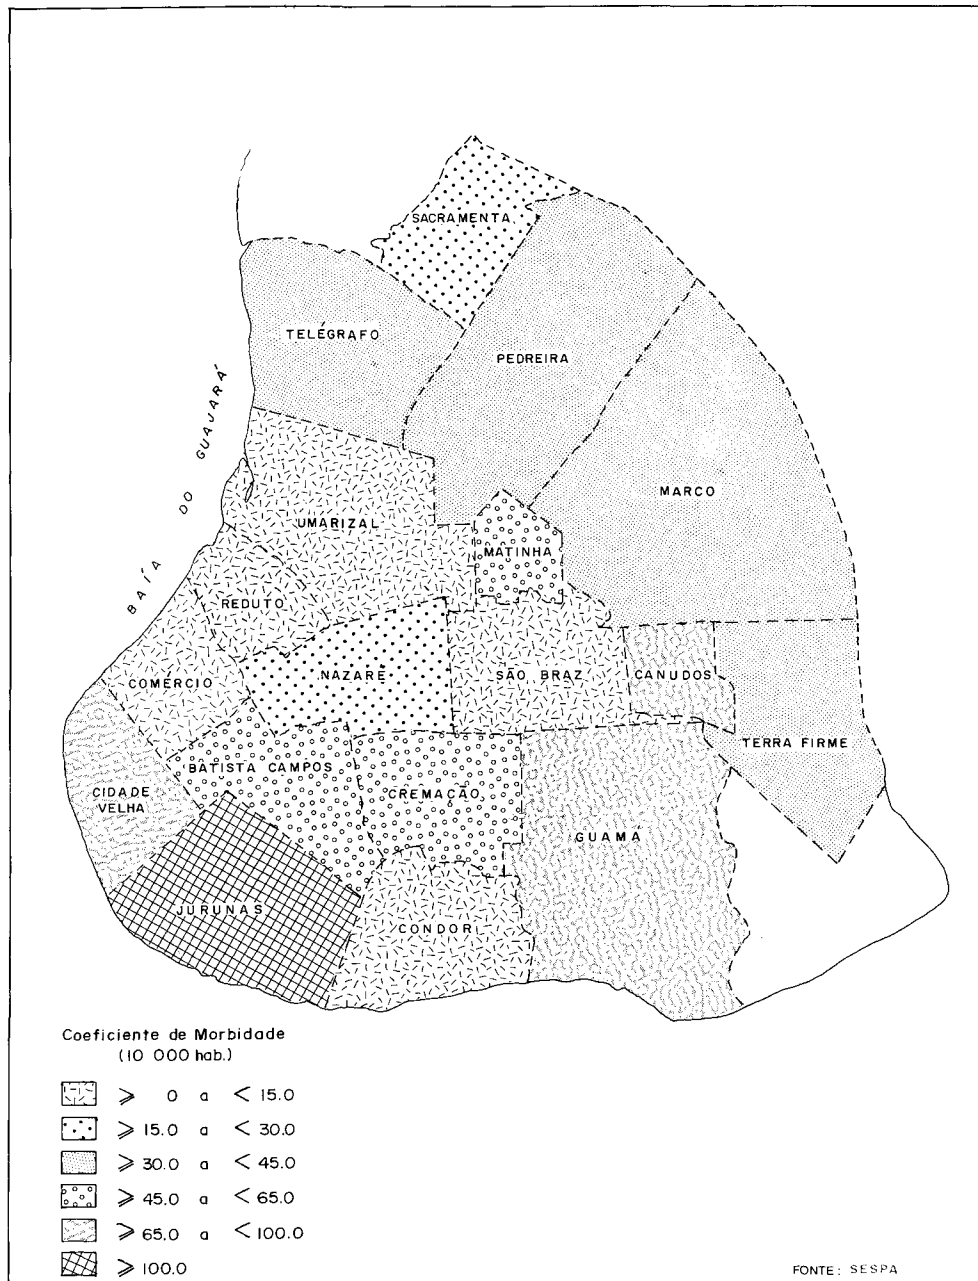 SACRAMENTA
TELÉGRAFO
PEDREIRA
BAÍA DO GUAJARÁ
MARCO
UMARIZAL
MATINHA
REDUTO
NAZARÉ
SÃO BRAZ
CANUDOS
COMÉRCIO
TERRA FIRME
BATISTA CAMPOS
CIDADE
VELHA
CREMAÇÃO
GUAMÁ
JURUNAS
CONDOR
Coeficiente de Morbidade
(10 000 hab.)
⩾ 0 a < 15.0
⩾ 15.0 a < 30.0
⩾ 30.0 a < 45.0
⩾ 45.0 a < 65.0
⩾ 65.0 a < 100.0
⩾ 100.0
FONTE: SESPA